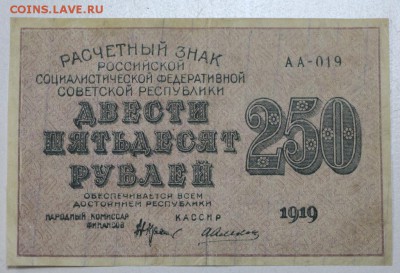 COINS.LAVE.RU
РАСЧЕТНЫЙ ЗНАК
РОССИЙСКОЙ
СОЦИАЛИСТИЧЕСКОЙ ФЕДЕРАТИВНОЙ
СОВЕТСКОЙ РЕСПУБЛИКИ
АА-019
ДВЕСТИ
ПЯТЬДЕСЯТ
РУБЛЕЙ
250
ОБЕСПЕЧИВАЕТСЯ ВСЕМ
ДОСТОЯНИЕМ РЕСПУБЛИКИ
НАРОДНЫЙ КОМИССАР
ФИНАНСОВ
КАССИР
1919